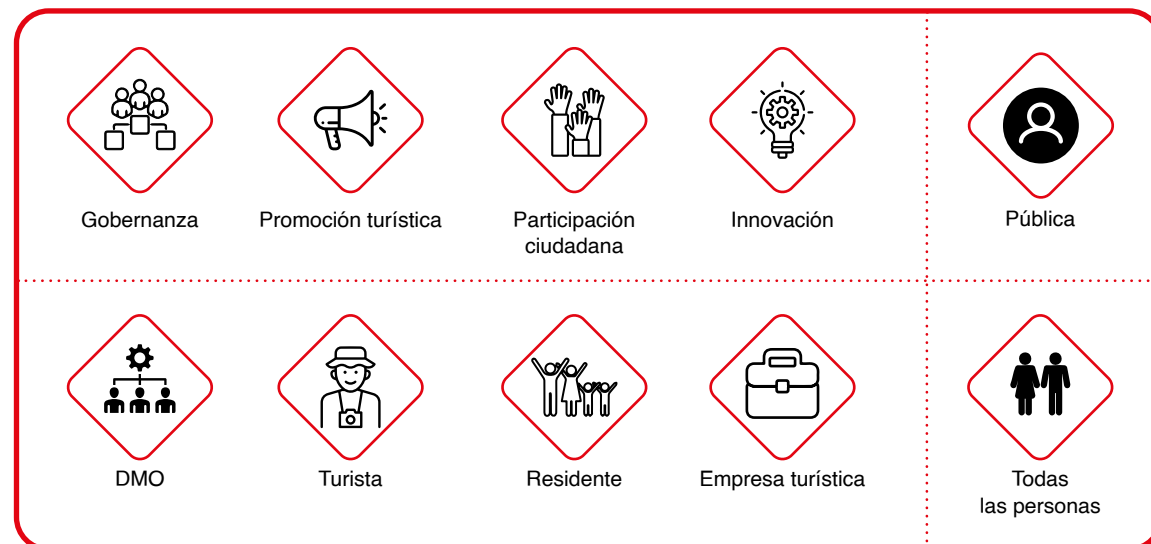 Gobernanza
Promoción turística
Participación
ciudadana
Innovación
Pública
DMO
Turista
Residente
Empresa turística
Todas
las personas